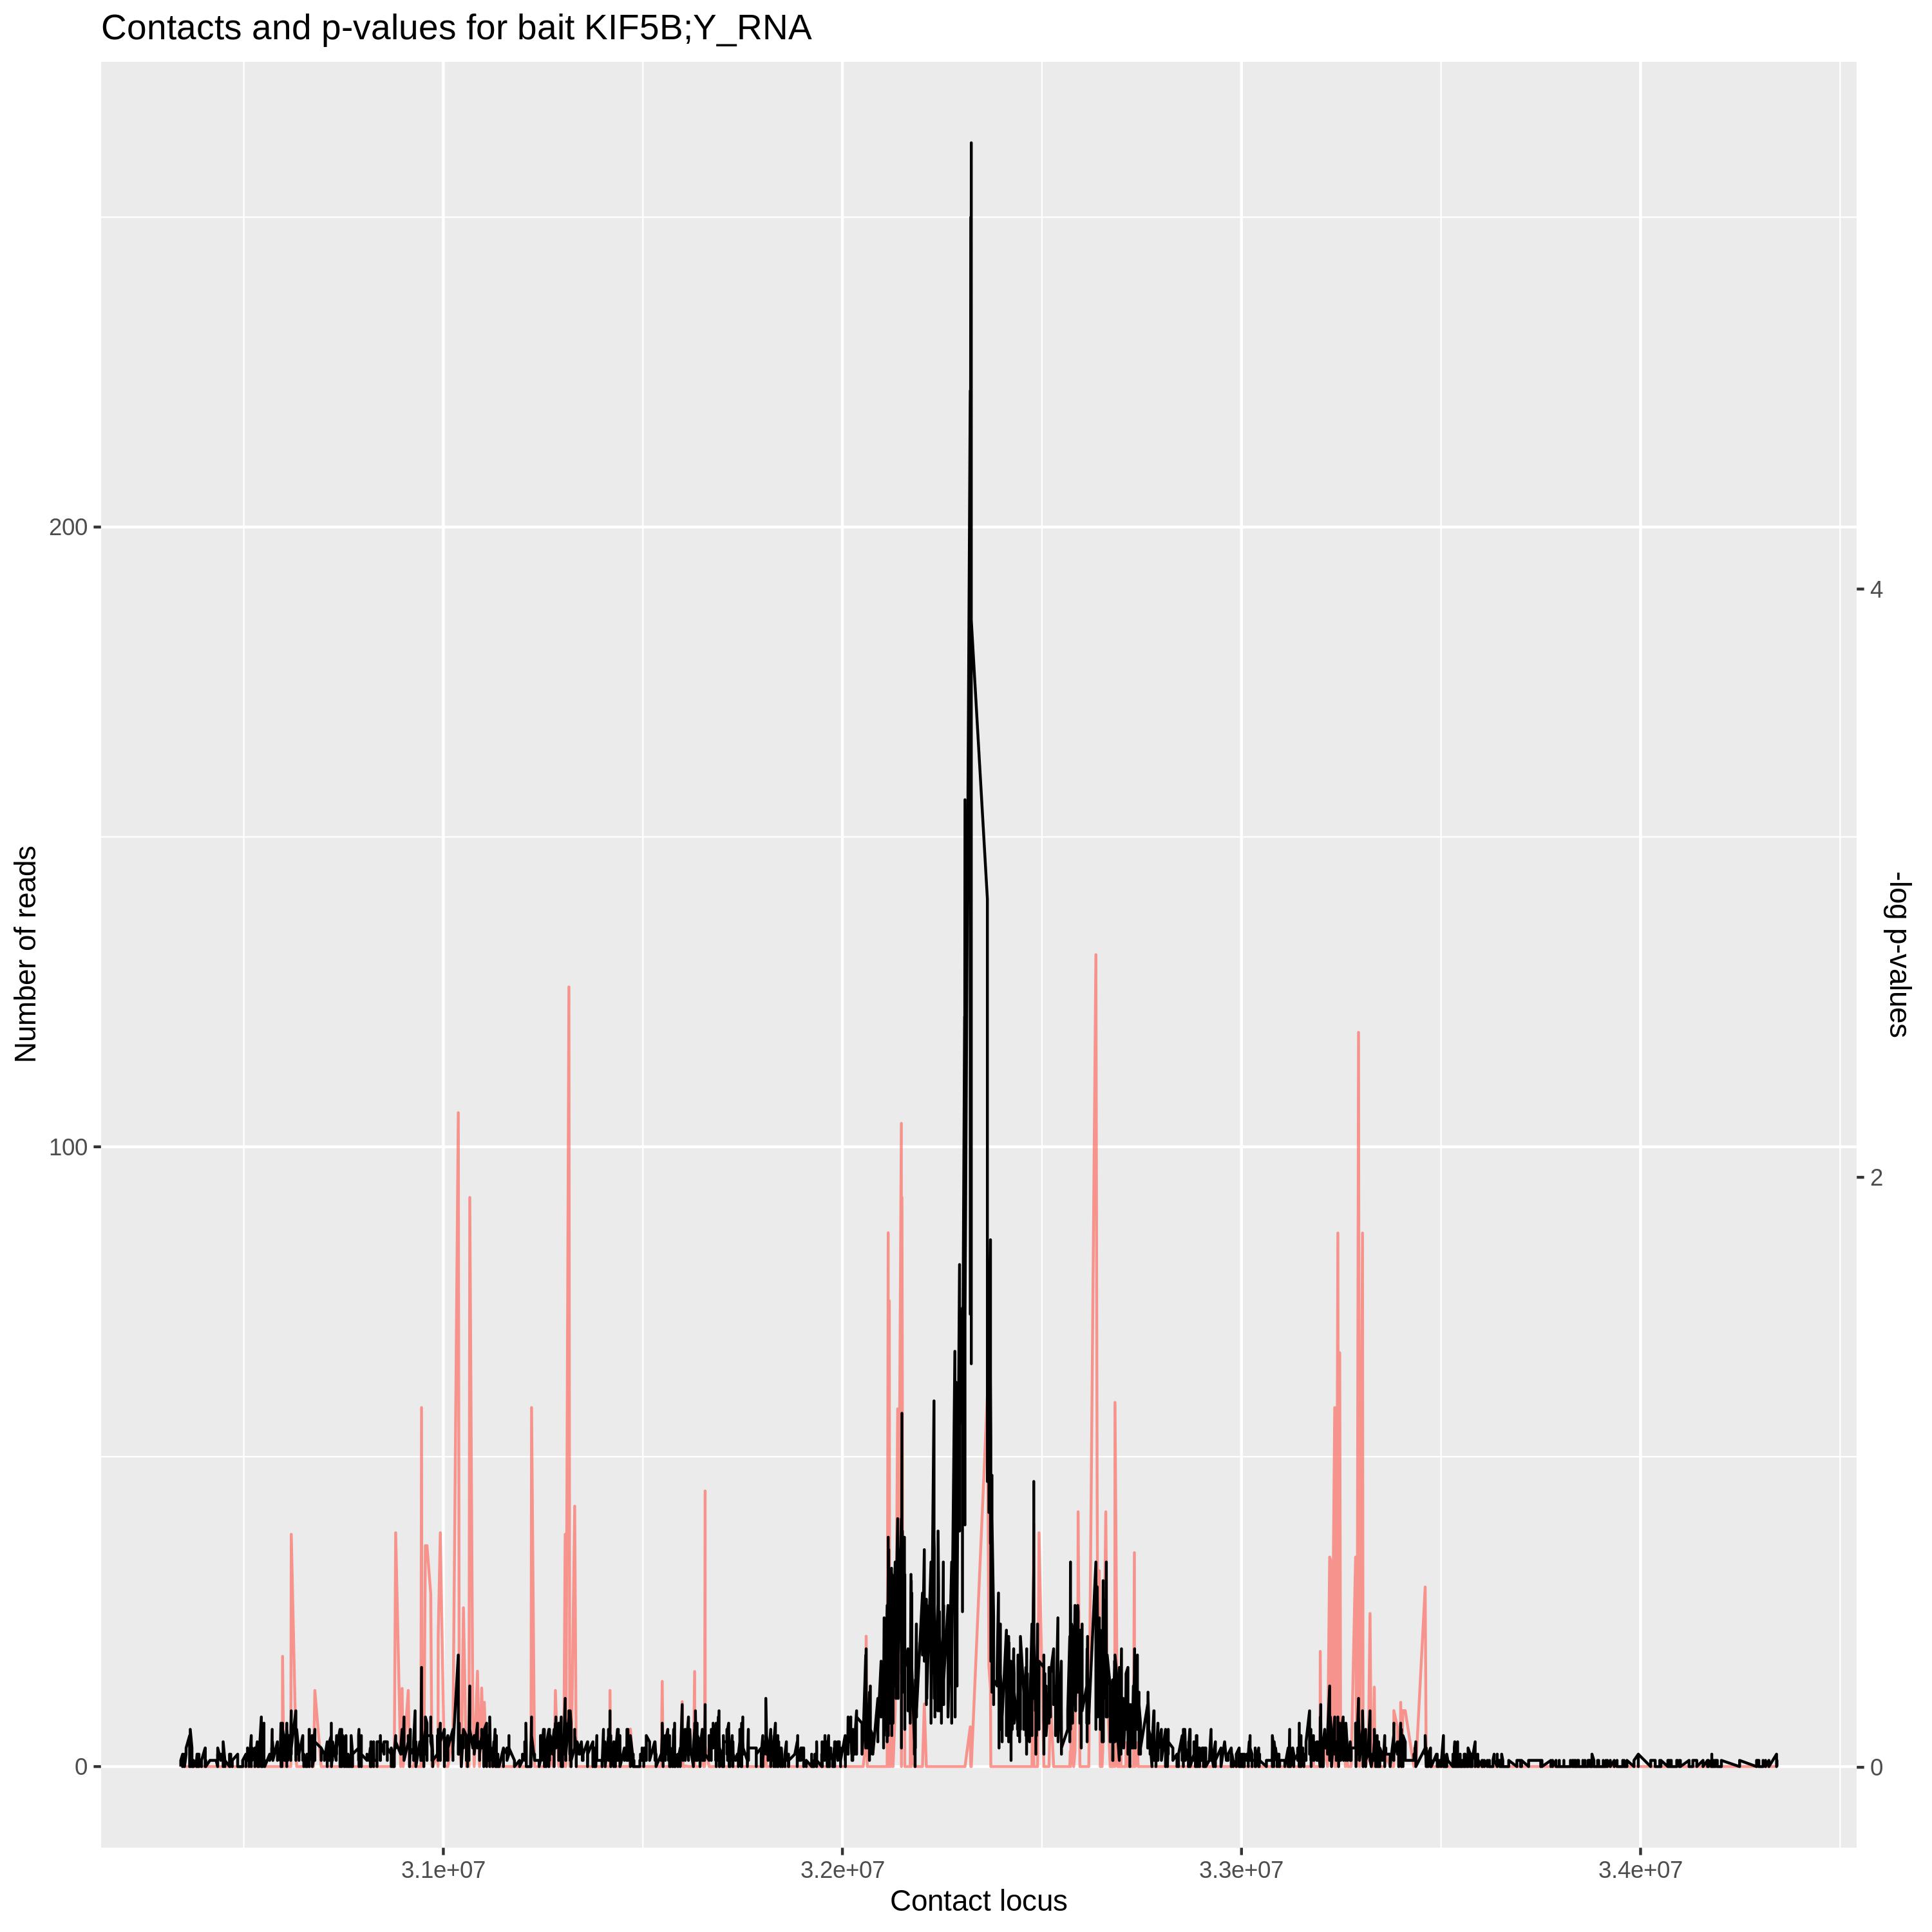 Contacts and p-values for bait KIF5B;Y_RNA
Number of reads
200
100
0
4
2
0
-log p-values
3.1e+07 3.2e+07 3.3e+07 3.4e+07
Contact locus